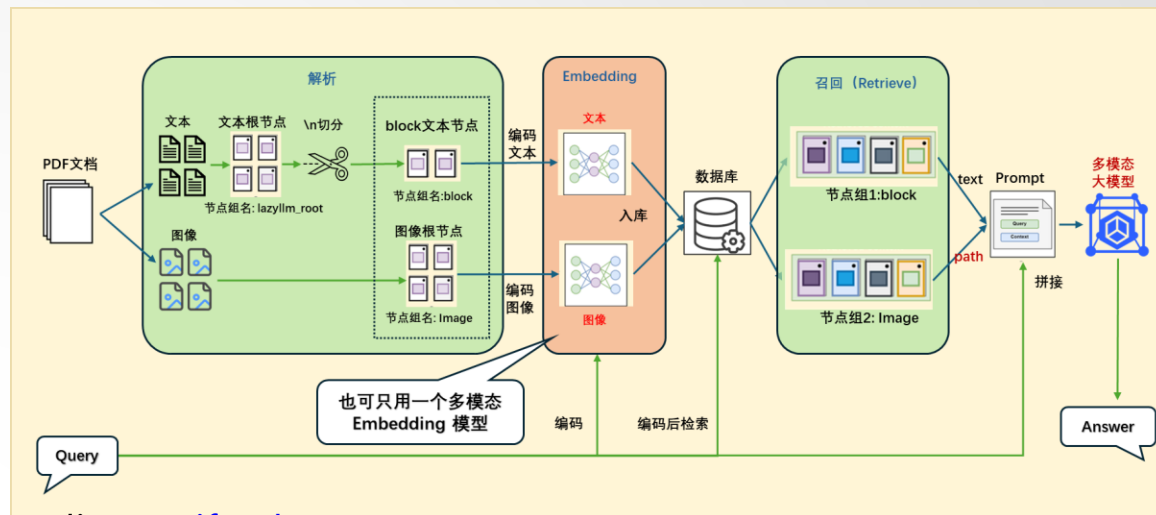 解析
文本
文本根节点
\n切分
block文本节点
节点组名: lazyllm_root
节点组名:block
PDF文档
图像
图像根节点
节点组名: Image
编码
文本
编码
图像
Embedding
文本
图像
入库
数据库
召回（Retrieve）
节点组1:block
节点组2: Image
text
path
Prompt
Query
Context
拼接
多模态
大模型
也可只用一个多模态
Embedding 模型
编码
编码后检索
Query
Answer